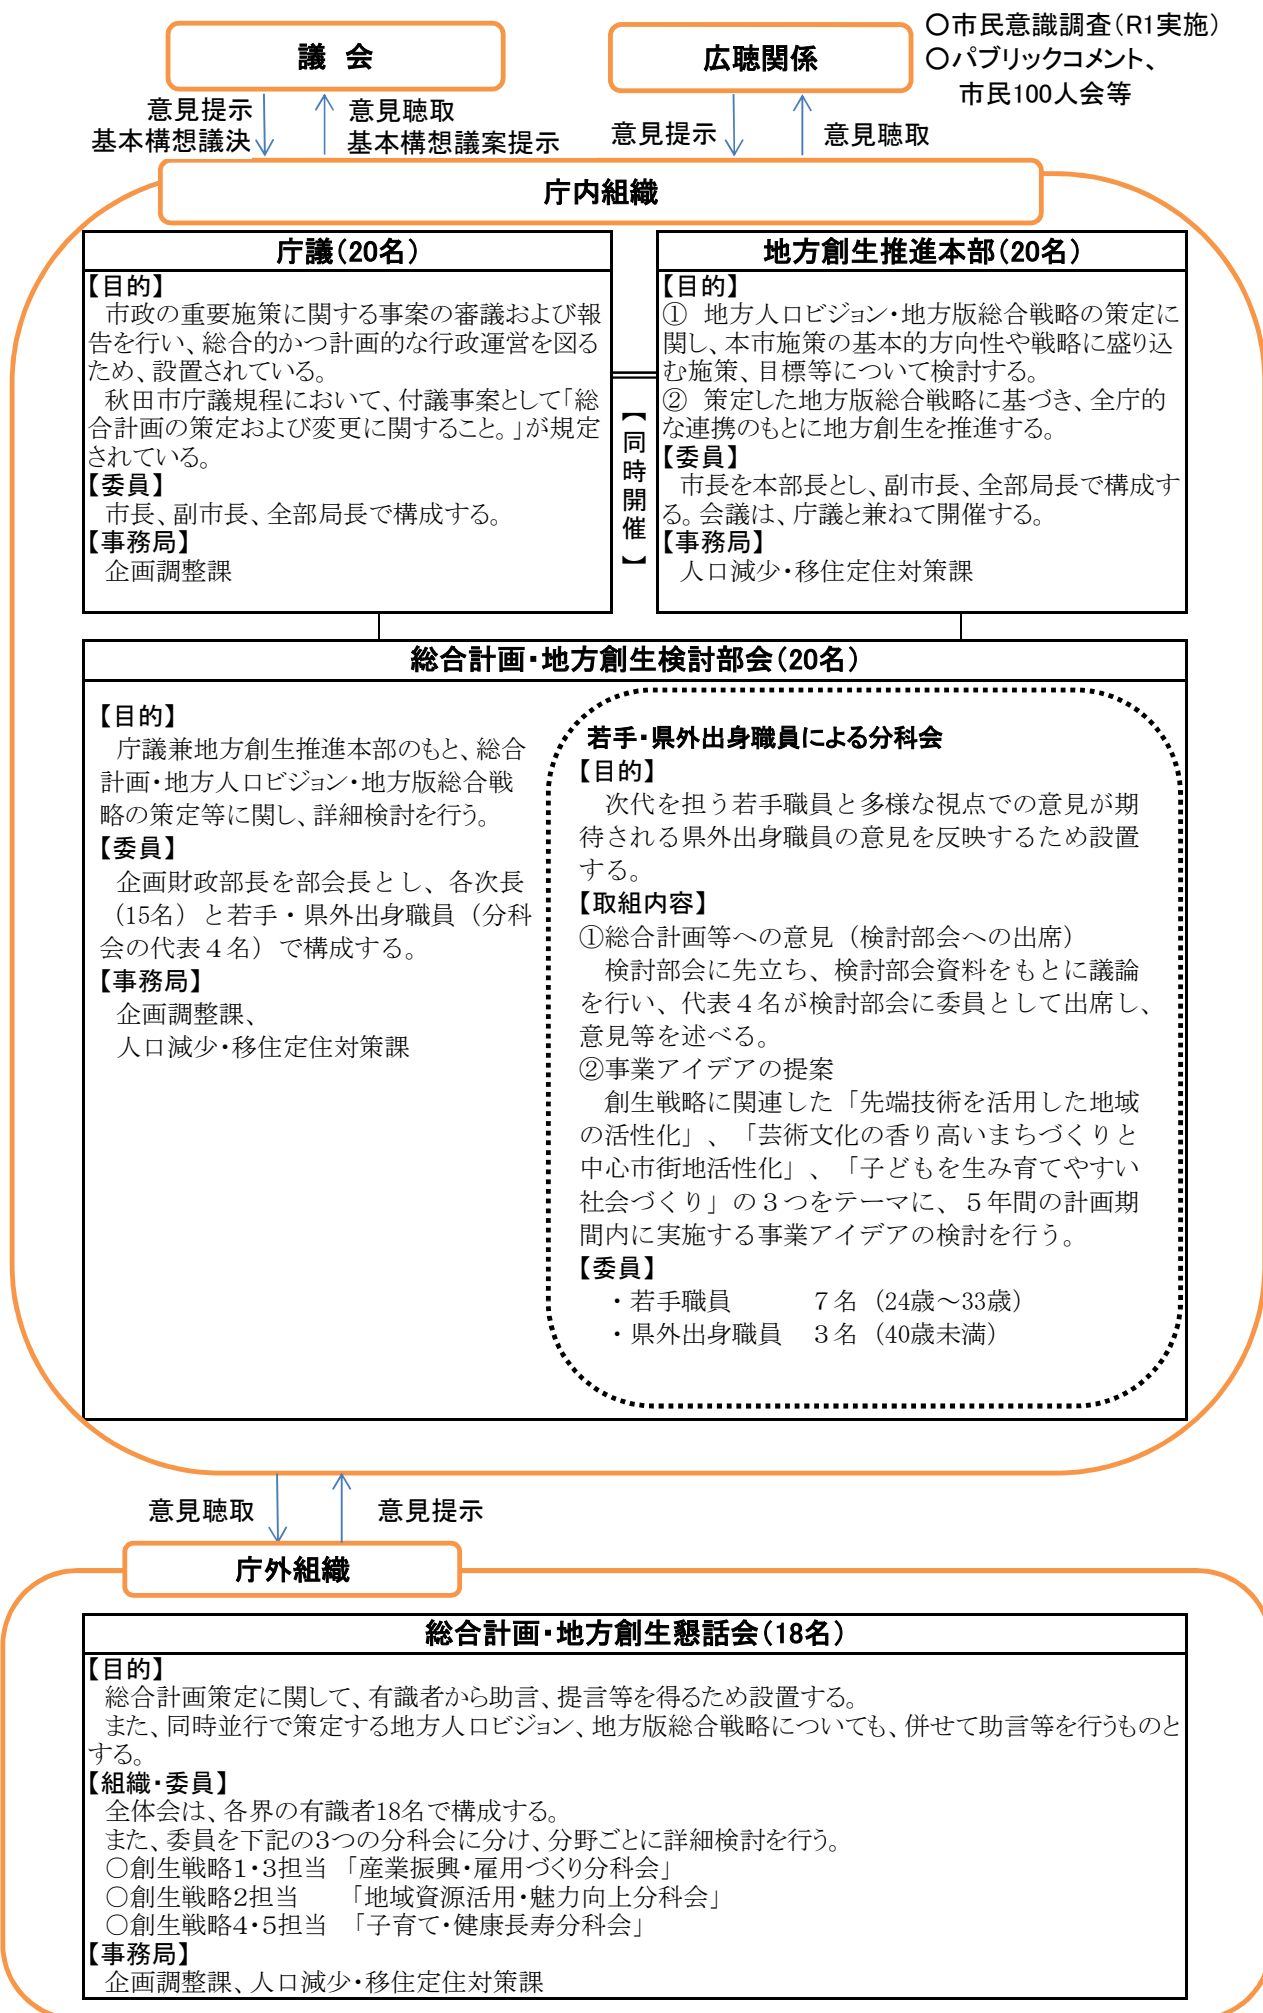 議 会
広聴関係
〇市民意識調査(R1実施)
〇パブリックコメント、
市民100人会等
意見提示
基本構想議決
意見聴取
基本構想議案提示
意見提示
意見聴取
庁内組織
庁議(20名)
【目的】
市政の重要施策に関する事案の審議および報
告を行い、総合的かつ計画的な行政運営を図る
ため、設置されている。
秋田市庁議規程において、付議事案として「総
合計画の策定および変更に関すること。」が規定
されている。
【委員】
市長、副市長、全部局長で構成する。
【事務局】
企画調整課
【同時開催】
地方創生推進本部(20名)
【目的】
① 地方人口ビジョン・地方版総合戦略の策定に
関し、本市施策の基本的方向性や戦略に盛り込
む施策、目標等について検討する。
② 策定した地方版総合戦略に基づき、全庁的
な連携のもとに地方創生を推進する。
【委員】
市長を本部長とし、副市長、全部局長で構成す
る。会議は、庁議と兼ねて開催する。
【事務局】
人口減少・移住定住対策課
総合計画・地方創生検討部会(20名)
【目的】
庁議兼地方創生推進本部のもと、総合
計画・地方人口ビジョン・地方版総合戦
略の策定等に関し、詳細検討を行う。
【委員】
企画財政部長を部会長とし、各次長
(15名)と若手・県外出身職員(分科
会の代表4名)で構成する。
【事務局】
企画調整課、
人口減少・移住定住対策課
若手・県外出身職員による分科会
【目的】
次代を担う若手職員と多様な視点での意見が期
待される県外出身職員の意見を反映するため設置
する。
【取組内容】
①総合計画等への意見(検討部会への出席)
検討部会に先立ち、検討部会資料をもとに議論
を行い、代表4名が検討部会に委員として出席し、
意見等を述べる。
②事業アイデアの提案
創生戦略に関連した「先端技術を活用した地域
の活性化」、「芸術文化の香り高いまちづくりと
中心市街地活性化」、「子どもを生み育てやすい
社会づくり」の3つをテーマに、5年間の計画期
間内に実施する事業アイデアの検討を行う。
【委員】
・若手職員 7名(24歳～33歳)
・県外出身職員 3名(40歳未満)
意見聴取
意見提示
庁外組織
総合計画・地方創生懇話会(18名)
【目的】
総合計画策定に関して、有識者から助言、提言等を得るため設置する。
また、同時並行で策定する地方人口ビジョン、地方版総合戦略についても、併せて助言等を行うものと
する。
【組織・委員】
全体会は、各界の有識者18名で構成する。
また、委員を下記の3つの分科会に分け、分野ごとに詳細検討を行う。
〇創生戦略1・3担当 「産業振興・雇用づくり分科会」
〇創生戦略2担当 「地域資源活用・魅力向上分科会」
〇創生戦略4・5担当 「子育て・健康長寿分科会」
【事務局】
企画調整課、人口減少・移住定住対策課